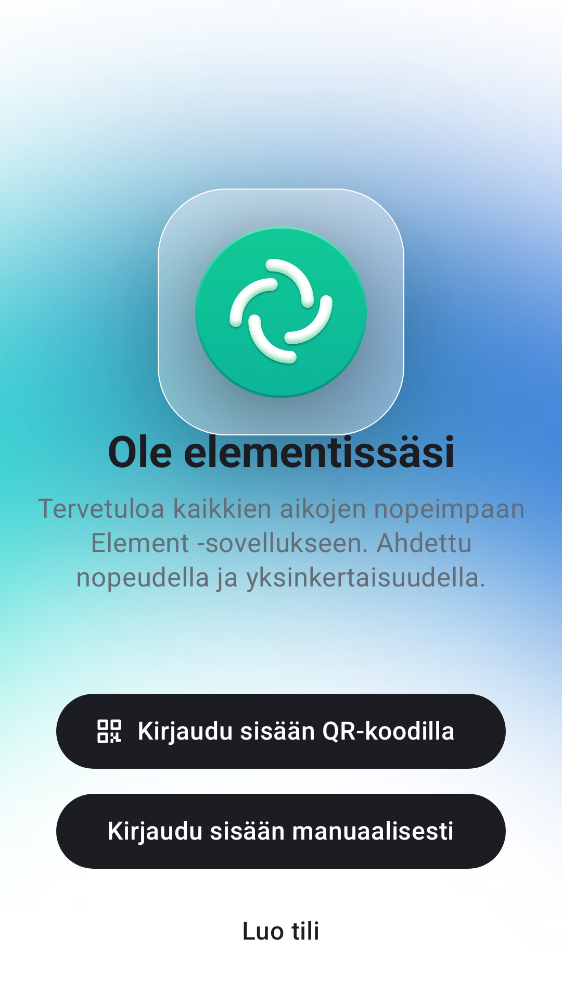 Ole elementissäsi
Tervetuloa kaikkien aikojen nopeimpaan
Element -sovellukseen. Ahdettu
nopeudella ja yksinkertaisuudella.
Kirjaudu sisään QR-koodilla
Kirjaudu sisään manuaalisesti
Luo tili